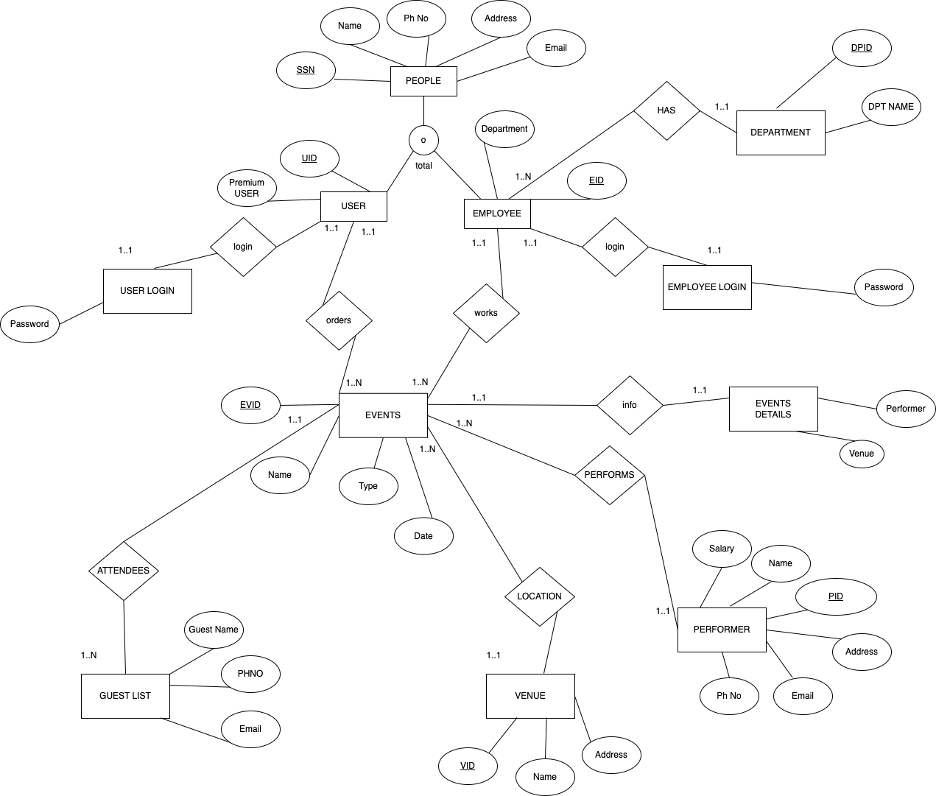 Name
Ph No
Address
Email
SSN
PEOPLE
DPID
HAS
1..1
DPT NAME
DEPARTMENT
Department
o
total
UID
Premium
USER
USER
1..N
EID
EMPLOYEE
1..1
1..1
1..1
1..1
login
1..1
login
1..1
USER LOGIN
EMPLOYEE LOGIN
Password
Password
orders
works
1..N
1..N
EVID
1..1
EVENTS
1..1
1..N
info
1..1
EVENTS
DETAILS
Performer
Venue
1..N
Name
Type
PERFORMS
Date
ATTENDEES
LOCATION
Salary
Name
PID
1..1
PERFORMER
Address
Guest Name
1..N
PHNO
1..1
GUEST LIST
VENUE
Ph No
Email
Email
Address
VID
Name